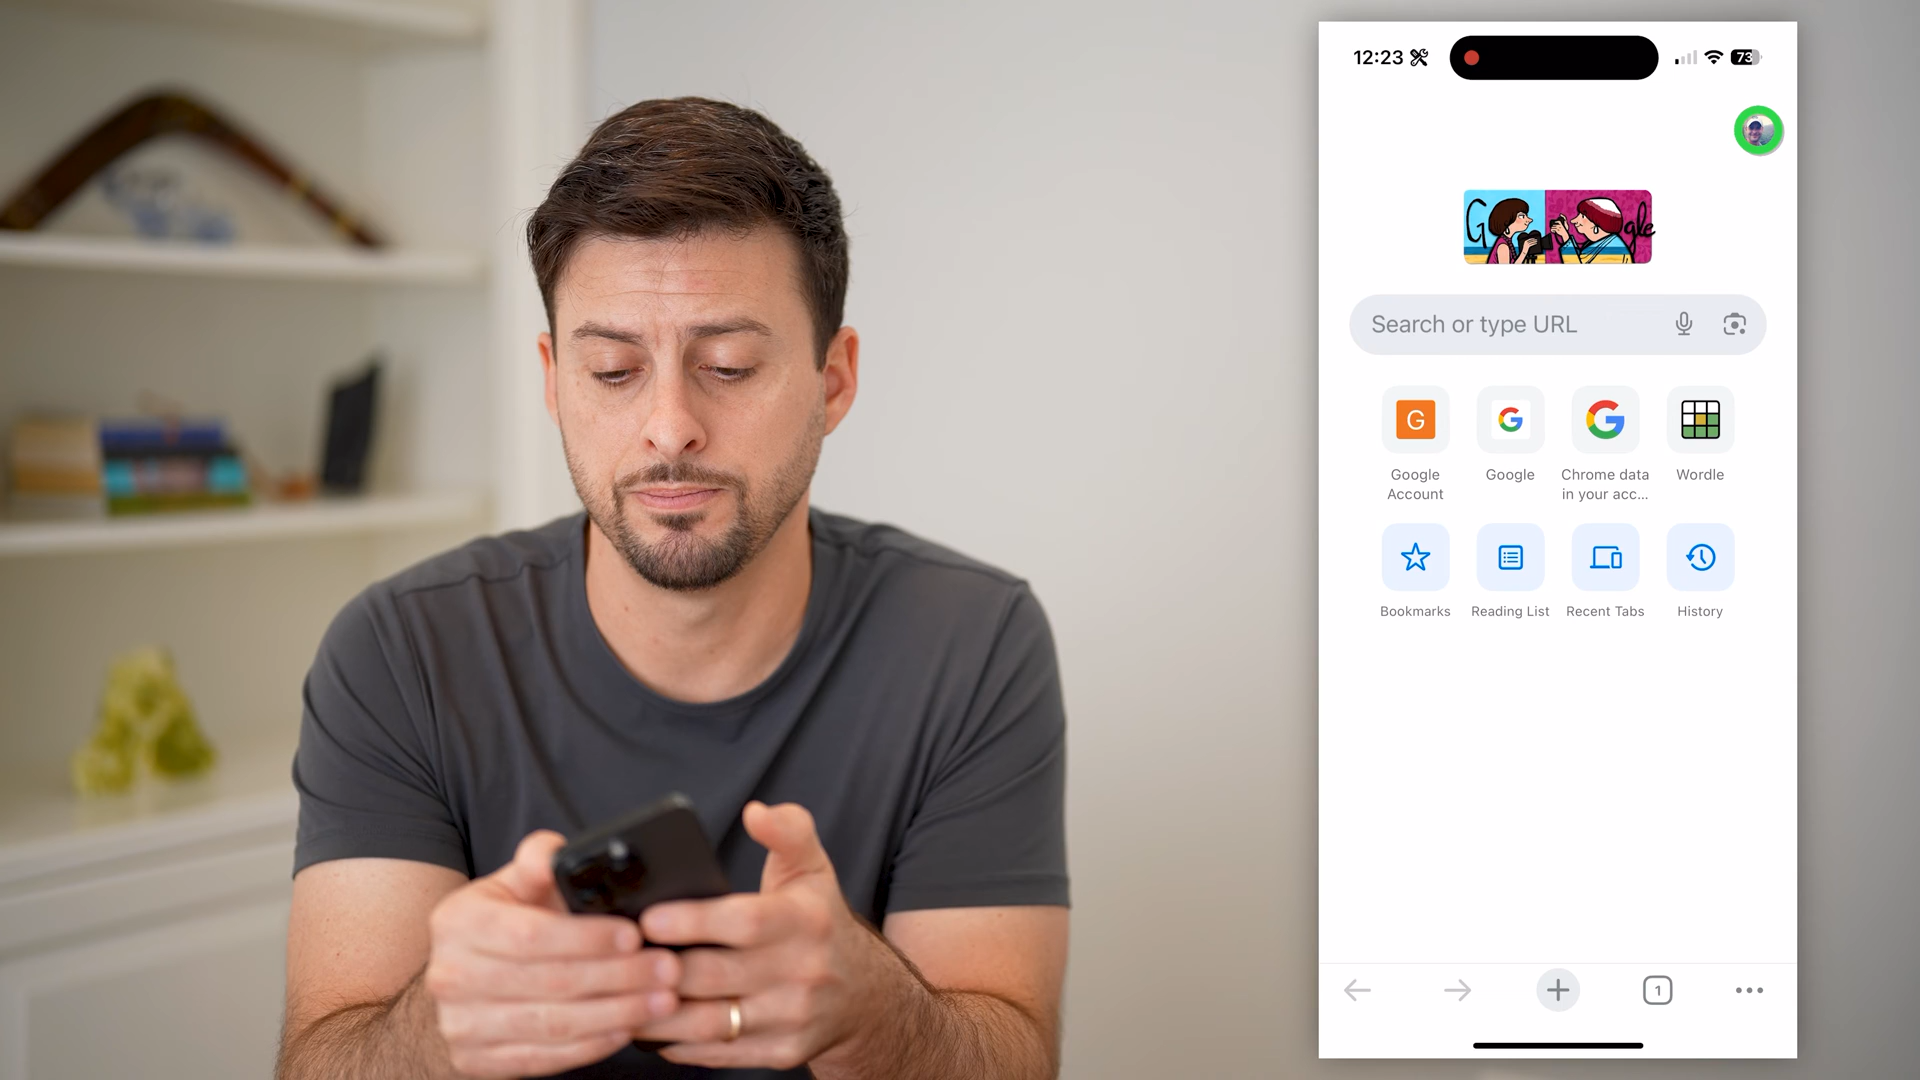 12:23
73
G gle
Search or type URL
G
Google
Account
Google
Chrome data
in your acc...
Wordle
Bookmarks
Reading List
Recent Tabs
History
1